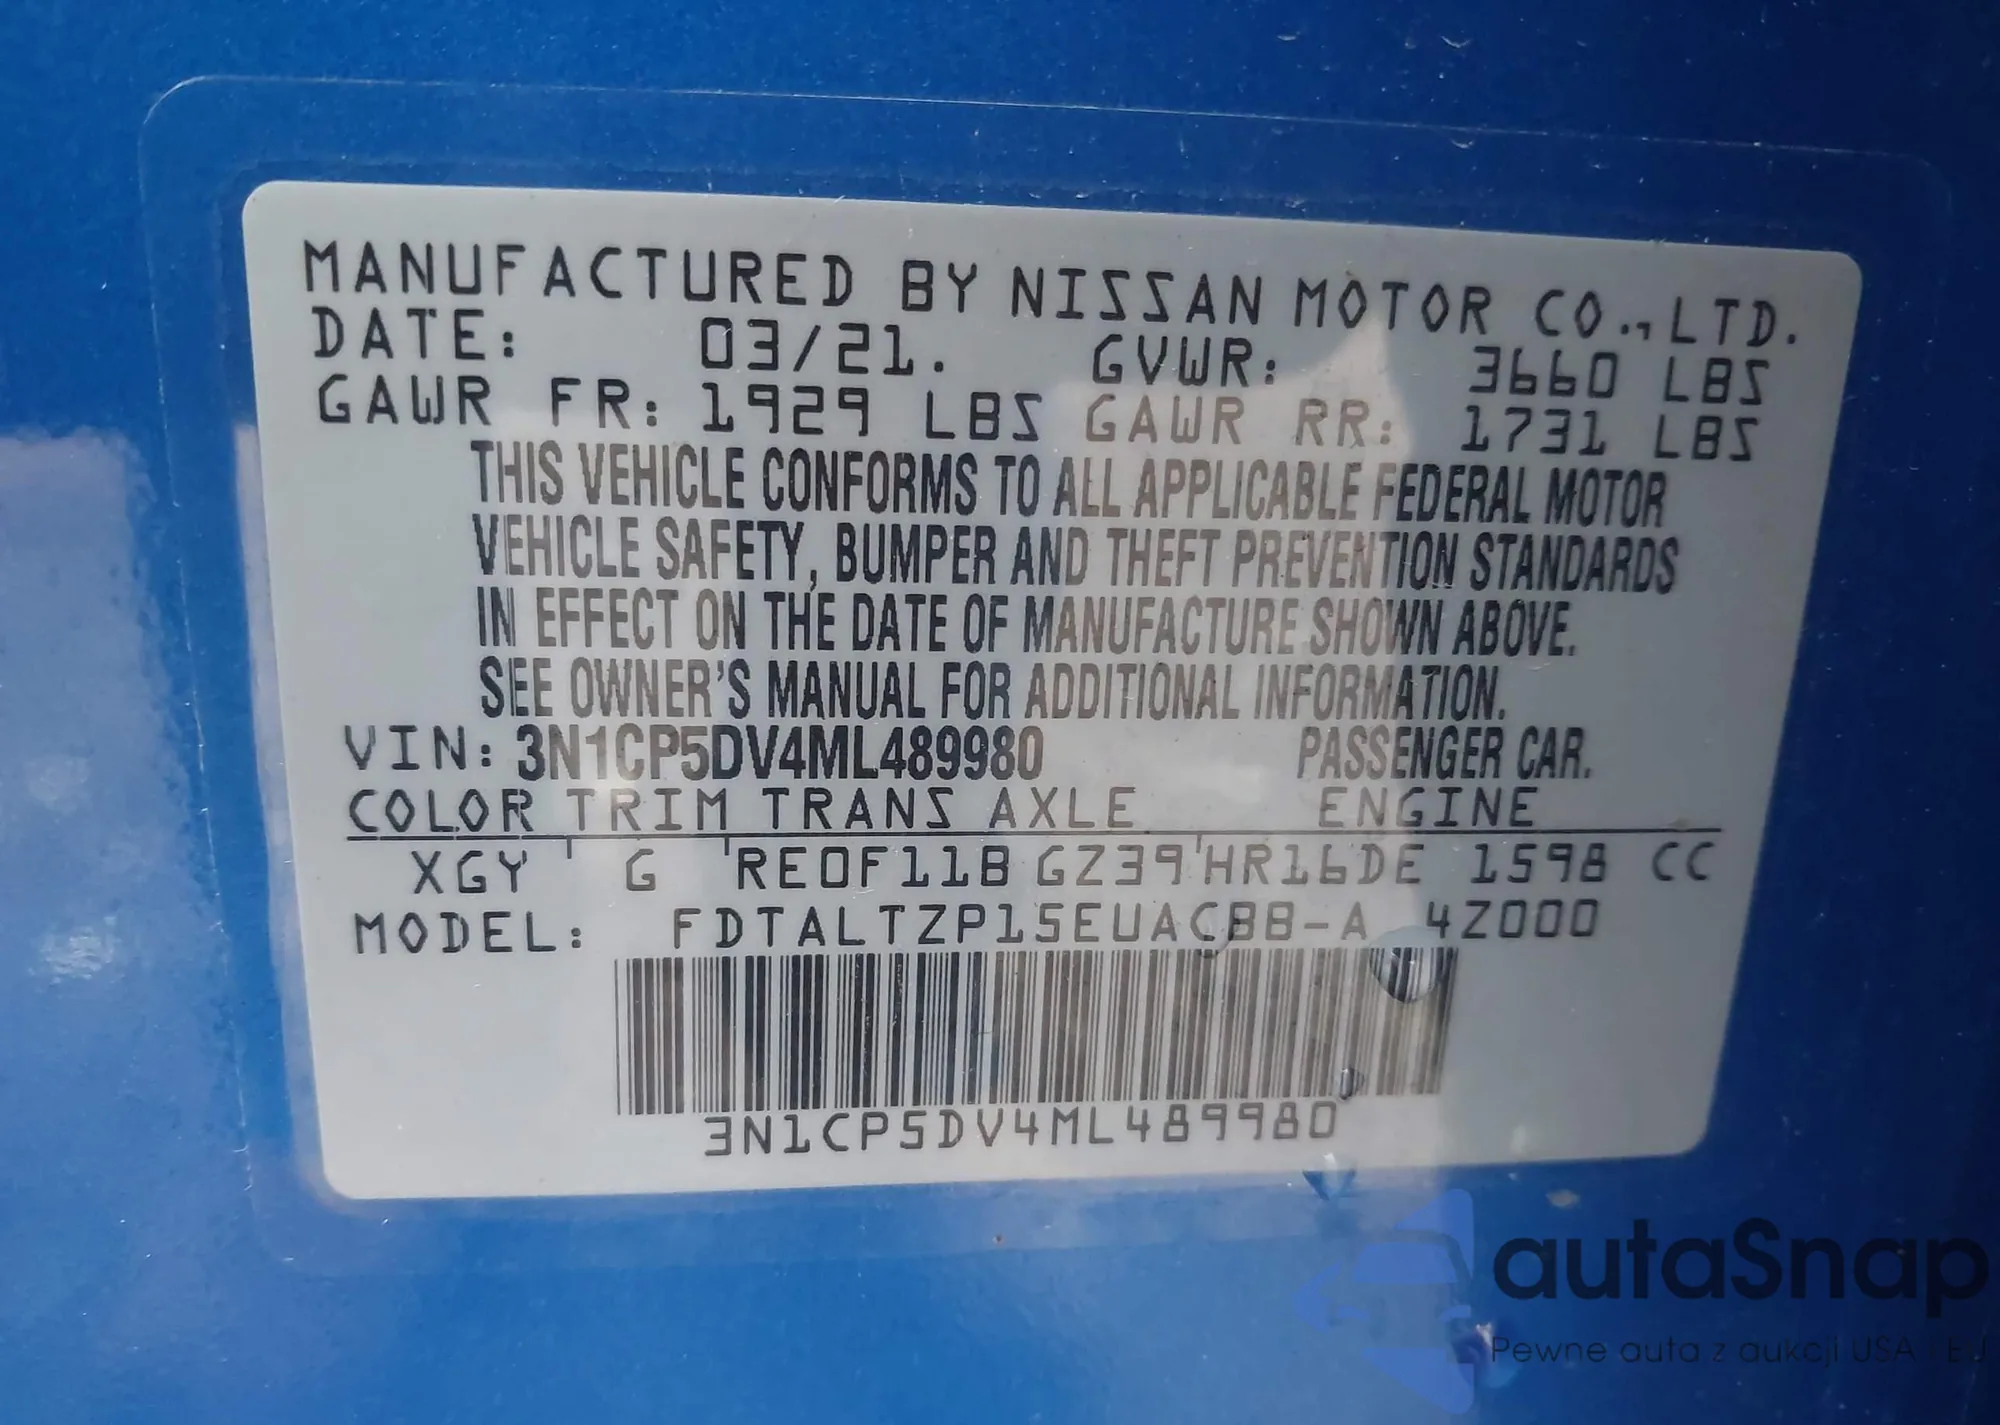 MANUFACTURED BY NISSAN MOTOR CO., LTD.
DATE: 03/21. GVWR: 3660 LBS
GAWR FR: 1929 LBS GAWR RR: 1731 LBS
THIS VEHICLE CONFORMS TO ALL APPLICABLE FEDERAL MOTOR
VEHICLE SAFETY, BUMPER AND THEFT PREVENTION STANDARDS
IN EFFECT ON THE DATE OF MANUFACTURE SHOWN ABOVE.
SEE OWNER'S MANUAL FOR ADDITIONAL INFORMATION.
VIN: 3N1CP5DV4ML489980 PASSENGER CAR.
COLOR TRIM TRANS AXLE ENGINE
XGY G RE0F11B GZ39 HR16DE 1598 CC
MODEL: FDTALTZP15EUACBB-A 4Z000
3N1CP5DV4ML489980
autaSnap
Pewne auta z aukcji USA i EU